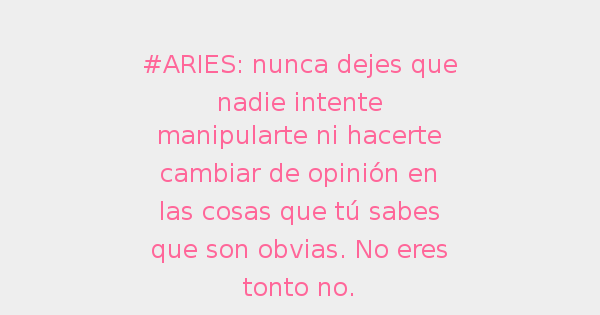 #ARIES: nunca dejes que
nadie intente
manipularte ni hacerte
cambiar de opinión en
las cosas que tú sabes
que son obvias. No eres
tonto no.